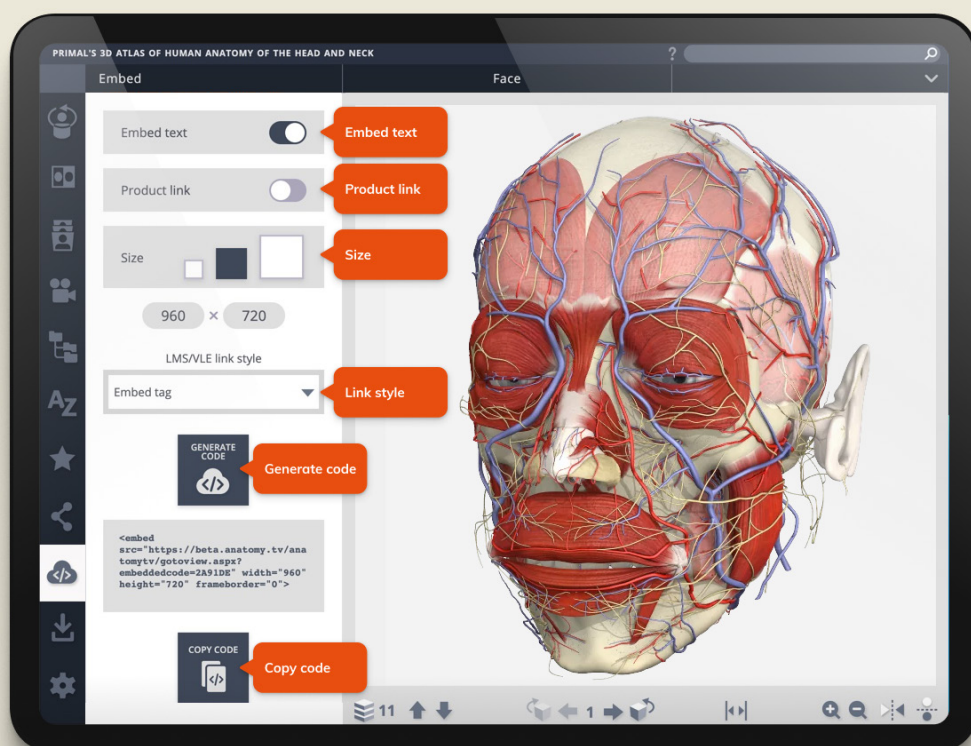 PRIMAL'S 3D ATLAS OF HUMAN ANATOMY OF THE HEAD AND NECK
?
Embed
Face
Embed text
Embed text
Product link
Product link
Size
Size
960 × 720
LMS/VLE link style
Embed tag
Link style
AZ
GENERATE
CODE
</>
Generate code
<embed
src="https://beta.anatomy.tv/ana
tomytv/gotoview.aspx?
embeddedcode=2A91DE" width="960"
height="720" frameborder="0">
</>
COPY CODE
</>
Copy code
11
1